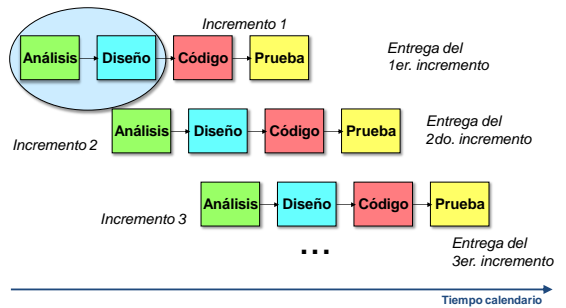 Incremento 1
Análisis
Diseño
Código
Prueba
Entrega del
1er. incremento
Incremento 2
Análisis
Diseño
Código
Prueba
Entrega del
2do. incremento
Incremento 3
Análisis
Diseño
Código
Prueba
...
Entrega del
3er. incremento
Tiempo calendario